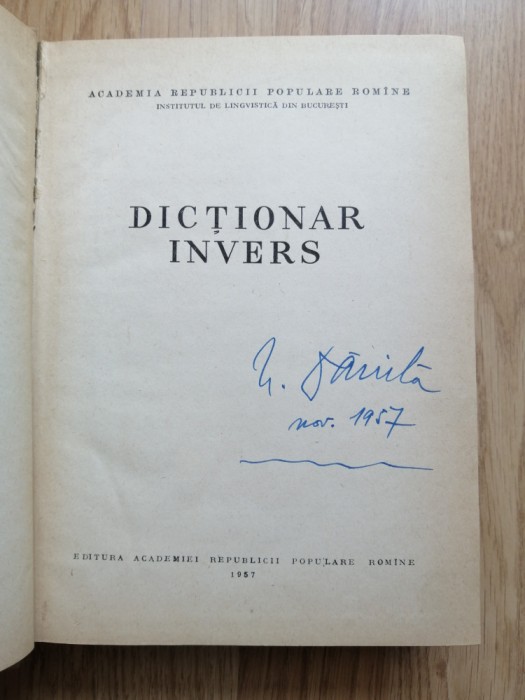 ACADEMIA REPUBLICII POPULARE ROMÎNE
INSTITUTUL DE LINGVISTICĂ DIN BUCUREȘTI
DICȚIONAR
INVERS
nov. 1957
EDITURA ACADEMIEI REPUBLICII POPULARE ROMÎNE
1957